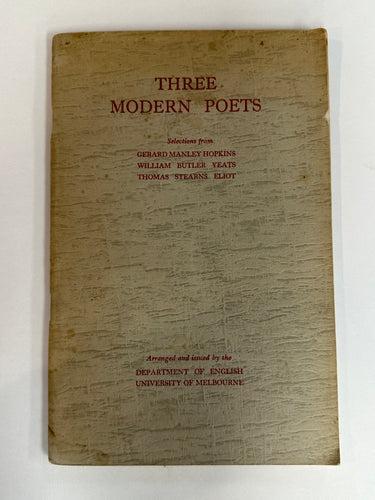 THREE
MODERN POETS
Selections from
GERARD MANLEY HOPKINS
WILLIAM BUTLER YEATS
THOMAS STEARNS ELIOT
Arranged and issued by the
DEPARTMENT OF ENGLISH
UNIVERSITY OF MELBOURNE